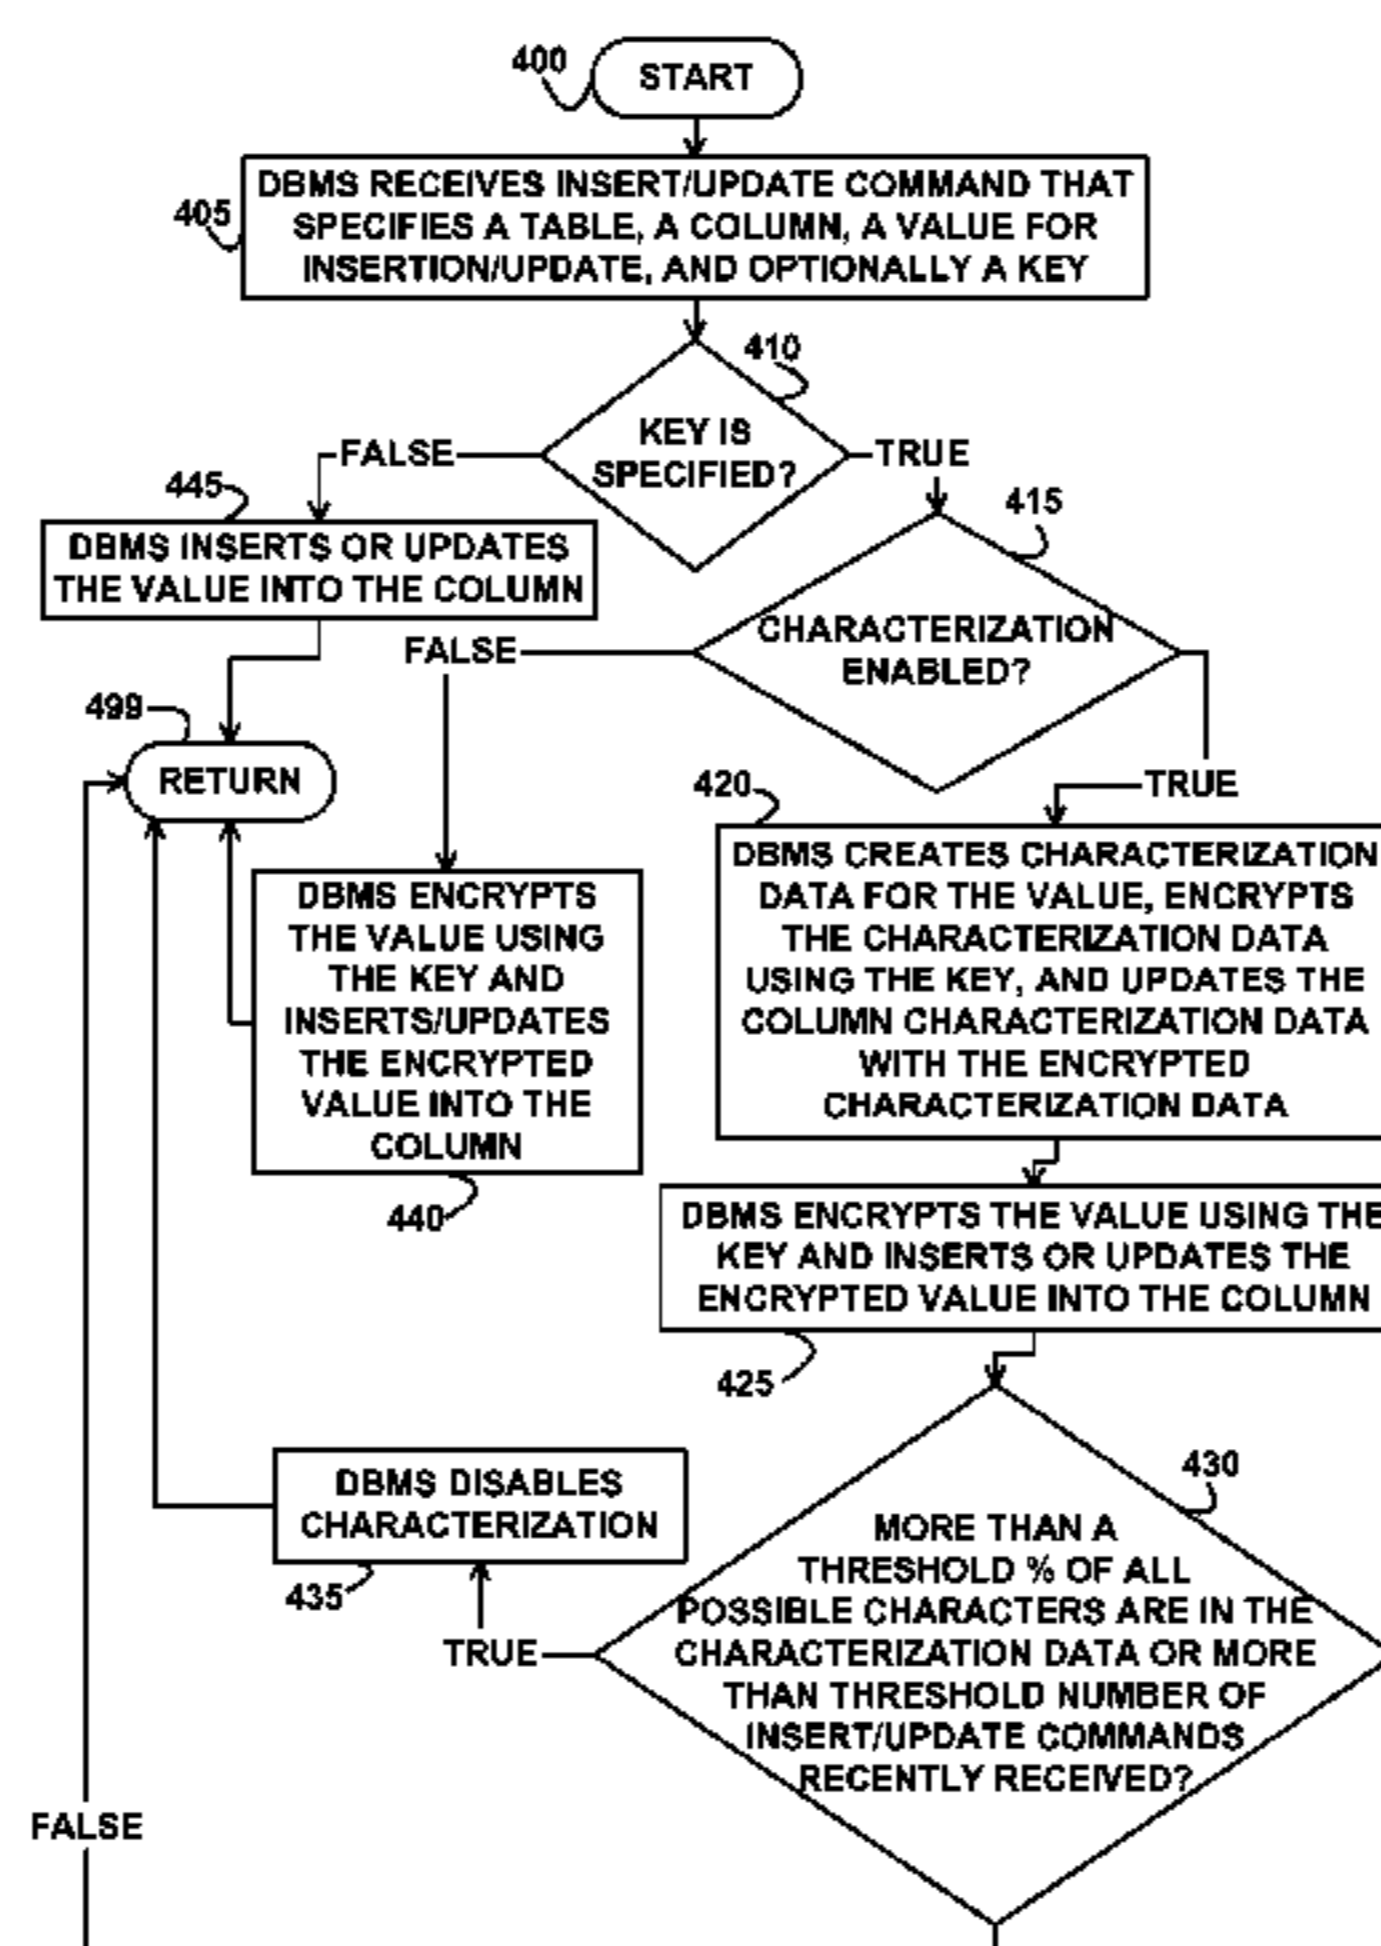 400
START
405
DBMS RECEIVES INSERT/UPDATE COMMAND THAT
SPECIFIES A TABLE, A COLUMN, A VALUE FOR
INSERTION/UPDATE, AND OPTIONALLY A KEY
410
KEY IS
SPECIFIED?
FALSE
TRUE
445
DBMS INSERTS OR UPDATES
THE VALUE INTO THE COLUMN
415
CHARACTERIZATION
ENABLED?
FALSE
TRUE
499
RETURN
440
DBMS ENCRYPTS
THE VALUE USING
THE KEY AND
INSERTS/UPDATES
THE ENCRYPTED
VALUE INTO THE
COLUMN
420
DBMS CREATES CHARACTERIZATION
DATA FOR THE VALUE, ENCRYPTS
THE CHARACTERIZATION DATA
USING THE KEY, AND UPDATES THE
COLUMN CHARACTERIZATION DATA
WITH THE ENCRYPTED
CHARACTERIZATION DATA
DBMS ENCRYPTS THE VALUE USING THE
KEY AND INSERTS OR UPDATES THE
ENCRYPTED VALUE INTO THE COLUMN
425
430
MORE THAN A
THRESHOLD % OF ALL
POSSIBLE CHARACTERS ARE IN THE
CHARACTERIZATION DATA OR MORE
THAN THRESHOLD NUMBER OF
INSERT/UPDATE COMMANDS
RECENTLY RECEIVED?
TRUE
DBMS DISABLES
CHARACTERIZATION
435
FALSE